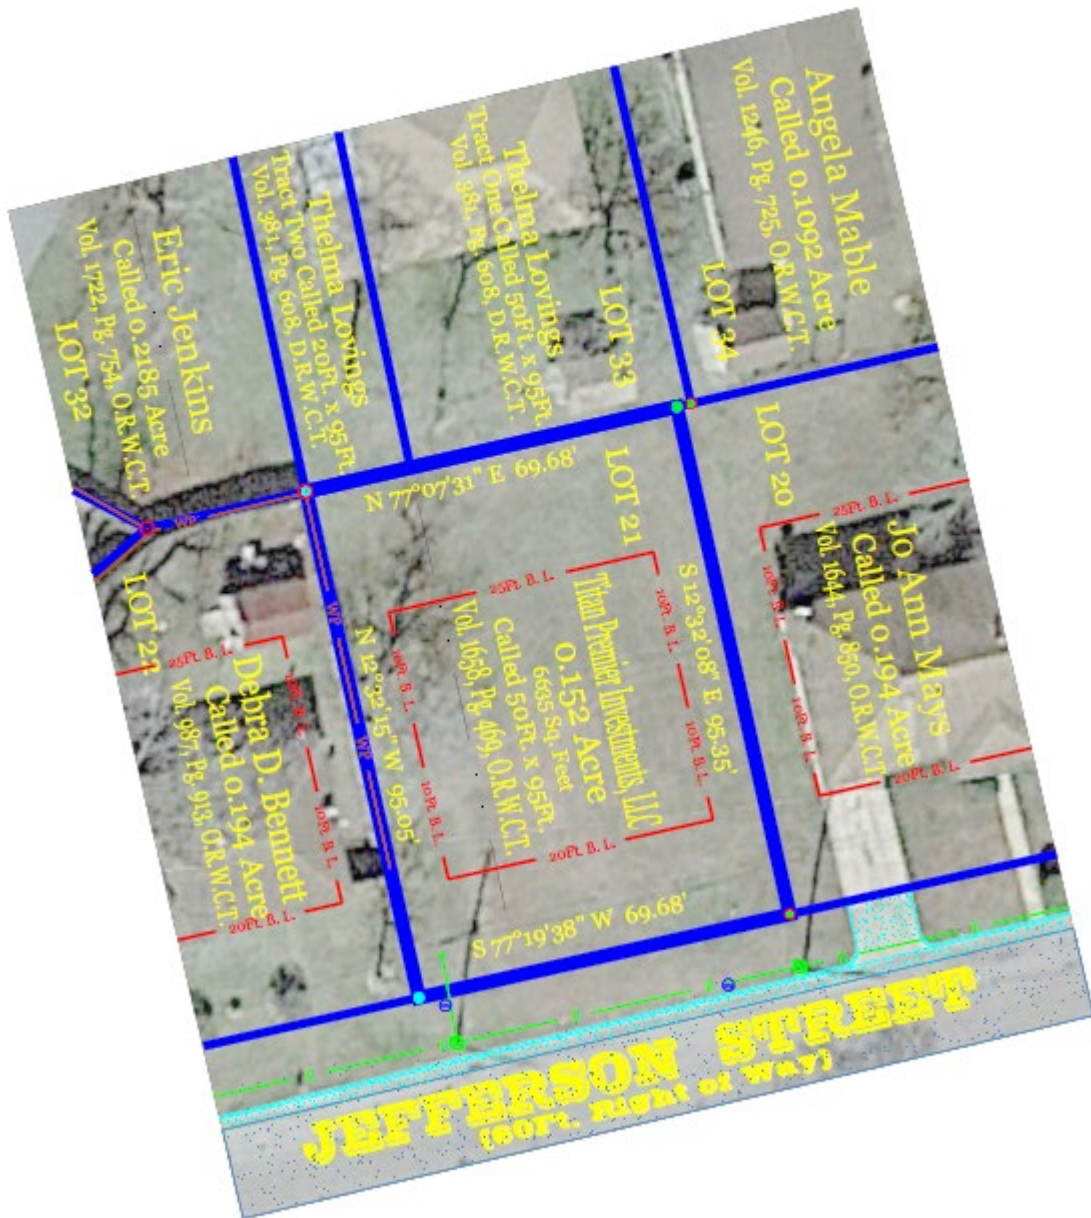 Angela Mable
Called 0.1092 Acre
Vol. 1246, Pg. 725, O.R.W.C.T.
LOT 34
Thelma Lovings
Tract One Called 50Ft. x 95Ft.
Vol. 381, Pg. 608, D.R.W.C.T.
LOT 33
Thelma Lovings
Tract Two Called 20Ft. x 95Ft.
Vol. 381, Pg. 608, D.R.W.C.T.
Eric Jenkins
Called 0.2185 Acre
Vol. 1722, Pg. 754, O.R.W.C.T.
LOT 32
WP
N 77°07'31" E 69.68'
LOT 21
LOT 20
25Ft. B. L.
10Ft. B. L.
10Ft. B. L.
20Ft. B. L.
Jo Ann Mays
Called 0.194 Acre
Vol. 1644, Pg. 850, O.R.W.C.T.
S 12°32'08" E 95.35'
25Ft. B. L.
10Ft. B. L.
10Ft. B. L.
10Ft. B. L.
10Ft. B. L.
20Ft. B. L.
Titan Premier Investments, LLC
0.152 Acre
6635 Sq. Feet
Called 50Ft. x 95Ft.
Vol. 1658, Pg. 469, O.R.W.C.T.
WP
WP
N 12°32'15" W 95.05'
LOT 24
25Ft. B. L.
10Ft. B. L.
10Ft. B. L.
20Ft. B. L.
Debra D. Bennett
Called 0.194 Acre
Vol. 987, Pg. 913, O.R.W.C.T.
S 77°19'38" W 69.68'
JEFFERSON STREET
(60Ft. Right of Way)